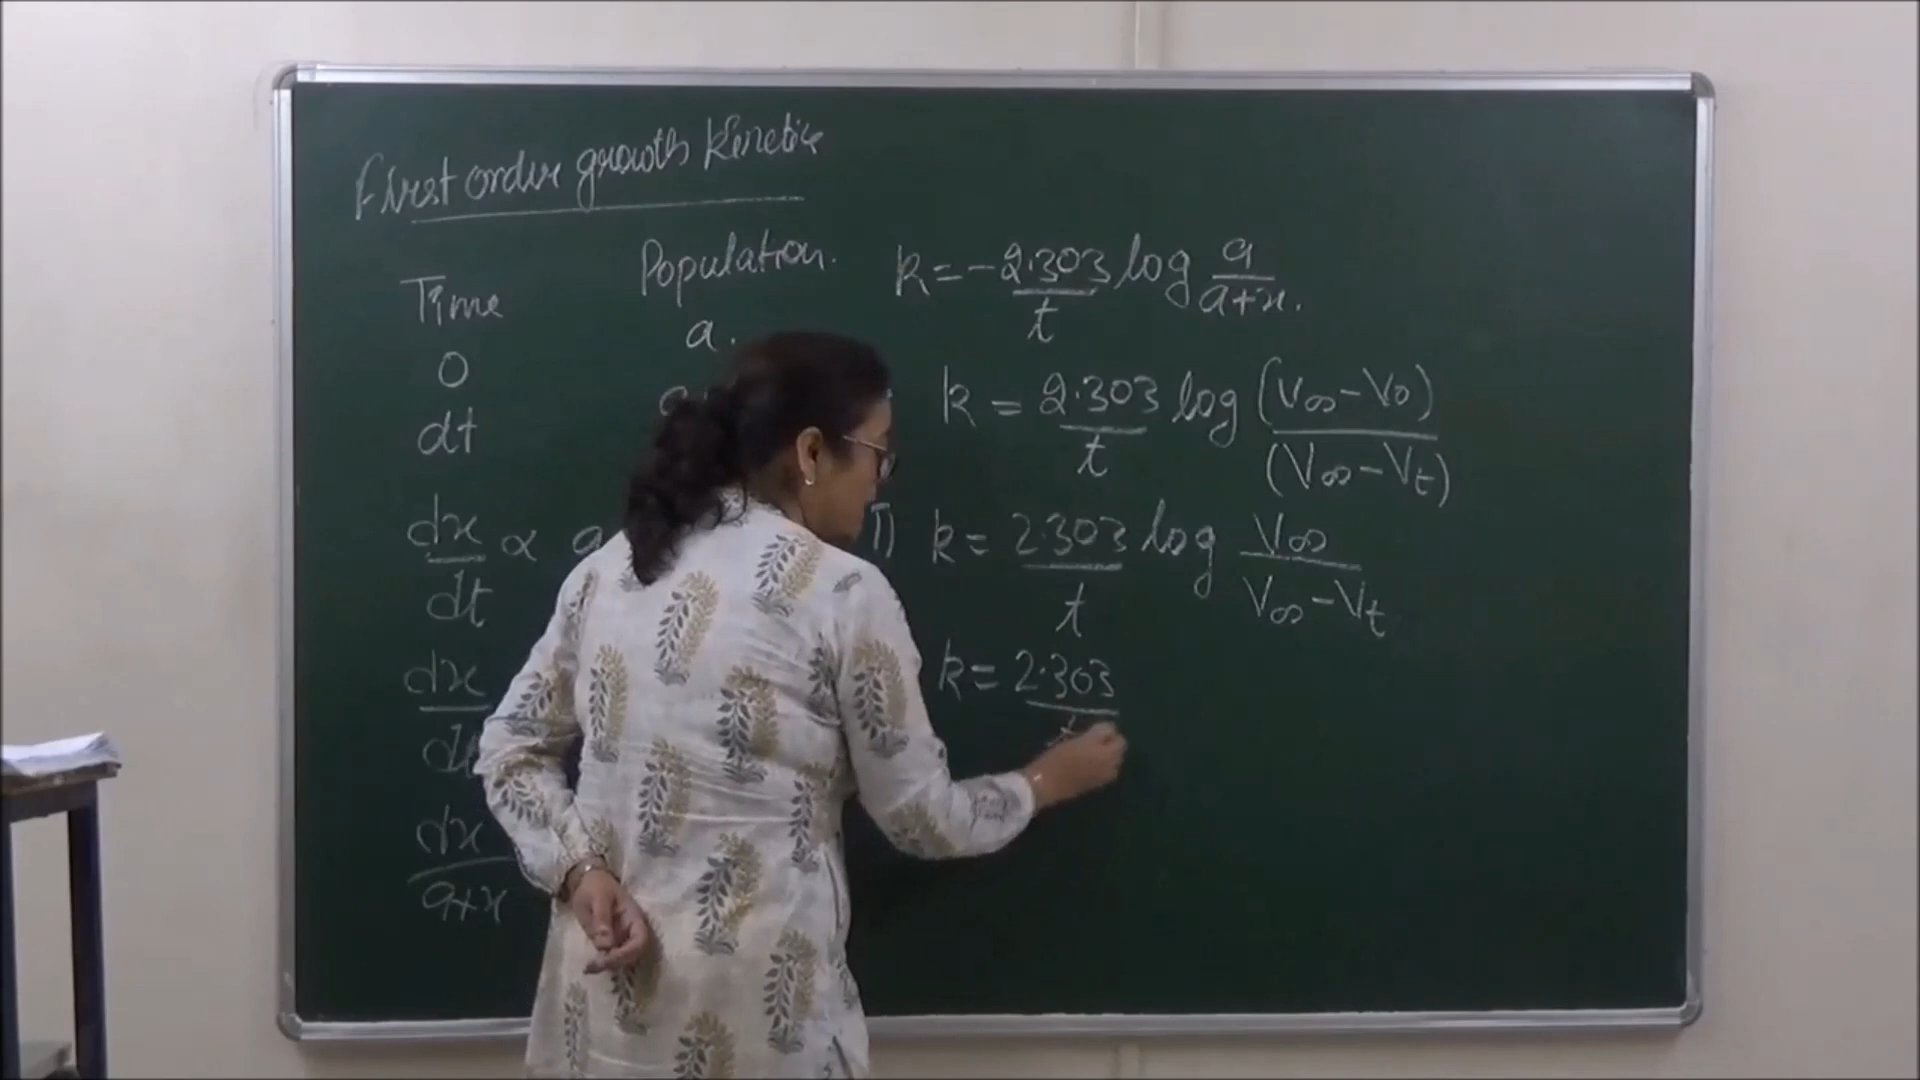 First order growth kinetics
Time
Population.
0
a.
dt
dx/dt ∝ a
dx
dt
dx/a+x
k = -2.303/t log a/a+x.
k = 2.303/t log (V∞-V0)/(V∞-Vt)
k = 2.303/t log V∞/V∞-Vt
k = 2.303/t